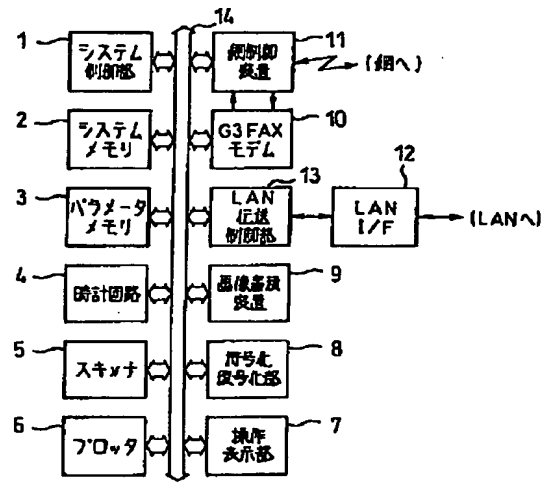 14
1
システム
制御部
11
網制御
装置
(網へ)
2
システム
メモリ
10
G3 FAX
モデム
3
パラメータ
メモリ
13
LAN
伝送
制御部
12
LAN
I/F
(LANへ)
4
時計回路
9
画像蓄積
装置
5
スキャナ
8
符号化
復号化部
6
プロッタ
7
操作
表示部